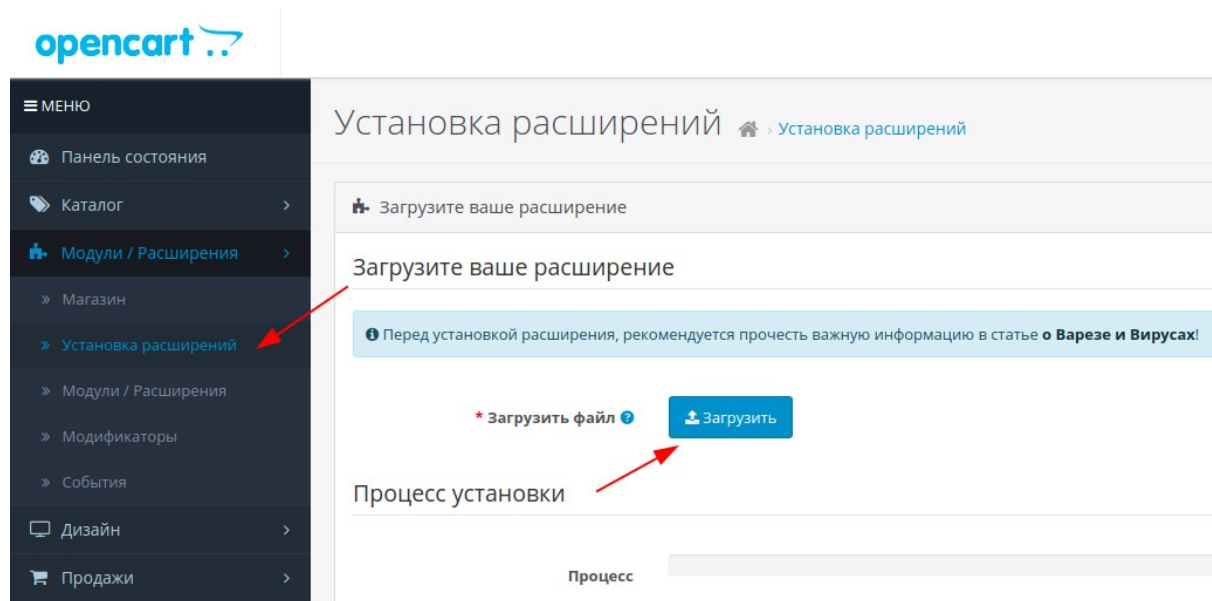 opencart
МЕНЮ
Панель состояния
Каталог
Модули / Расширения
Магазин
Установка расширений
Модули / Расширения
Модификаторы
События
Дизайн
Продажи
Установка расширений
Установка расширений
Загрузите ваше расширение
Загрузите ваше расширение
Перед установкой расширения, рекомендуется прочесть важную информацию в статье о Варезе и Вирусах!
* Загрузить файл ?
Загрузить
Процесс установки
Процесс